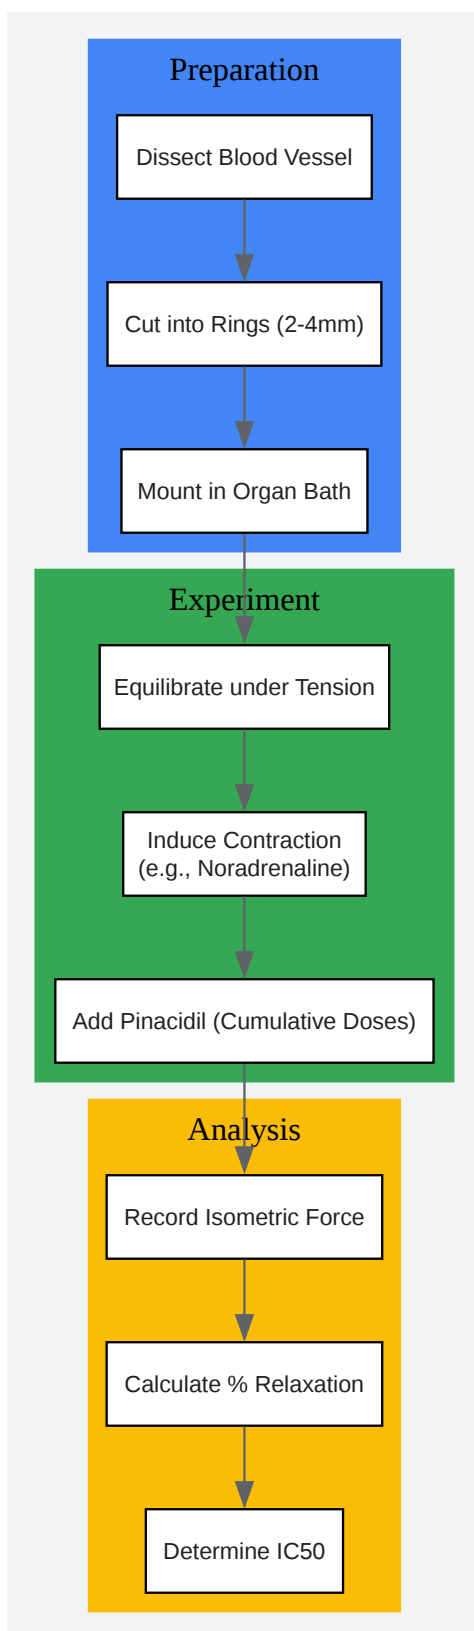 Preparation
Dissect Blood Vessel
Cut into Rings (2-4mm)
Mount in Organ Bath
Experiment
Equilibrate under Tension
Induce Contraction
(e.g., Noradrenaline)
Add Pinacidil (Cumulative Doses)
Analysis
Record Isometric Force
Calculate % Relaxation
Determine IC50